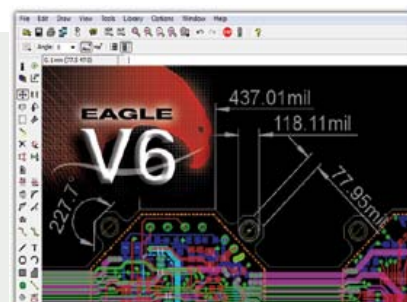 File Edit Draw View Tools Library Options Window Help
Angle:
EAGLE
V6
437.01mil
118.11mil
77.95mil
227.7°